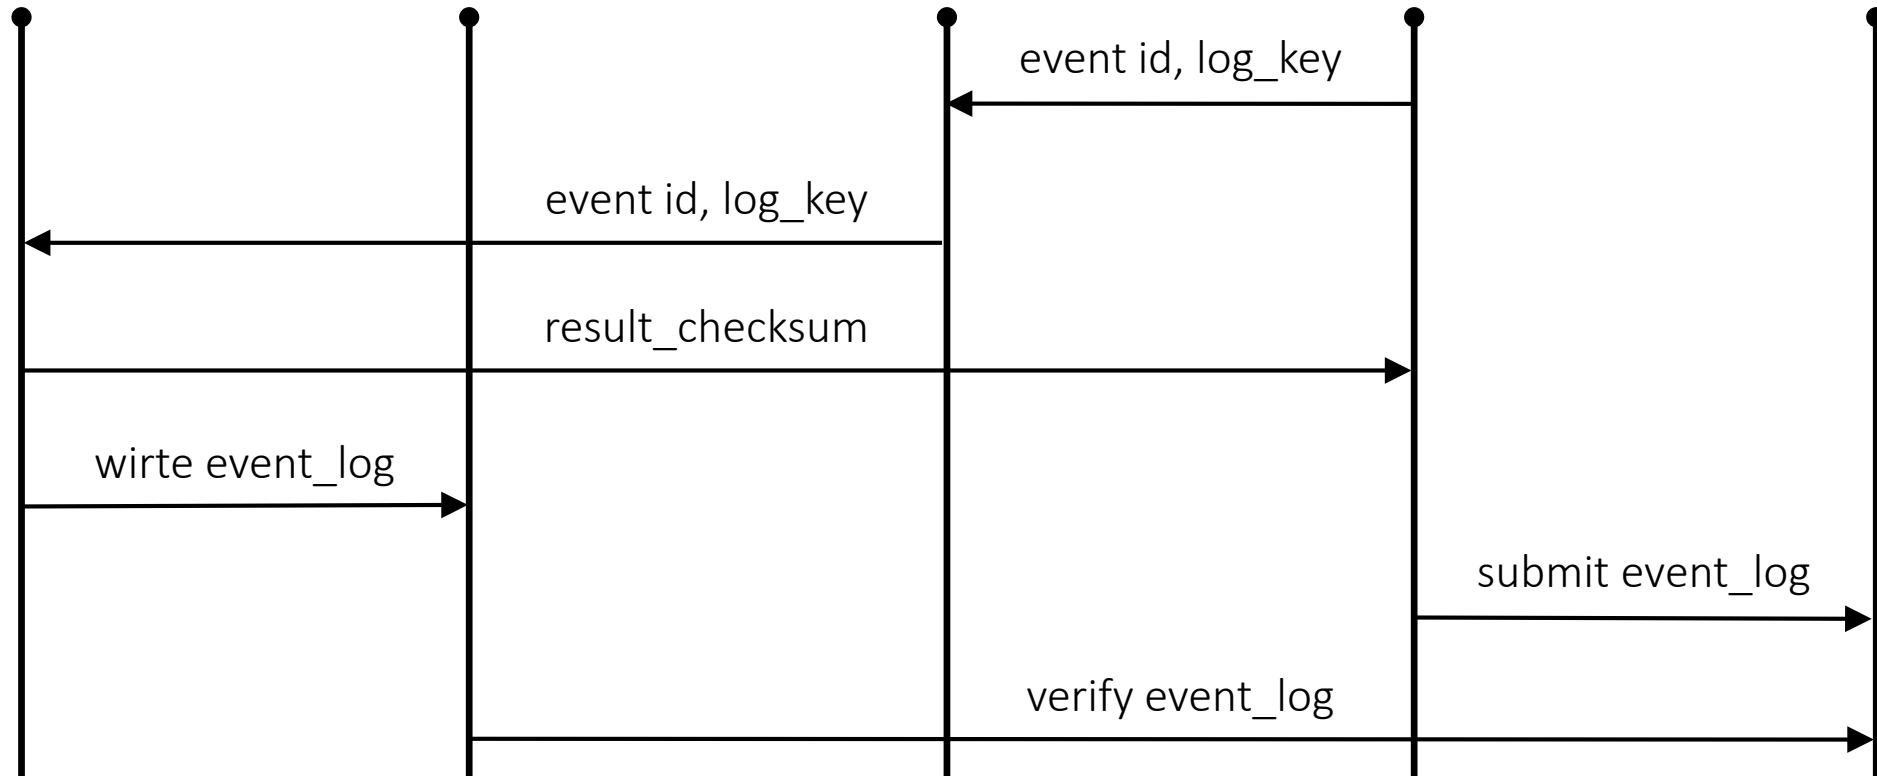 event id, log_key
event id, log_key
result_checksum
wirte event_log
submit event_log
verify event_log